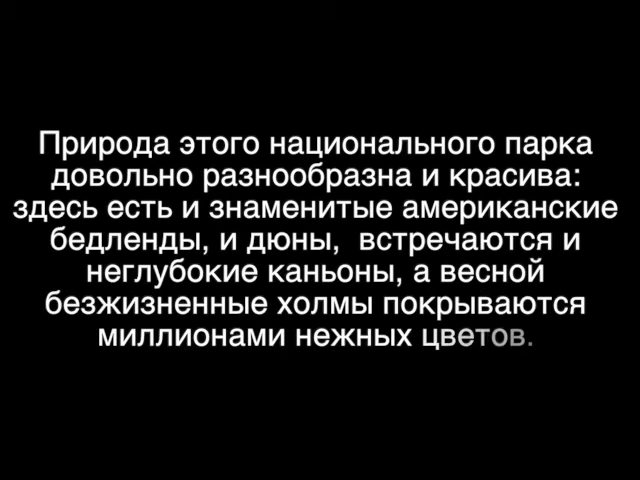 Природа этого национального парка
довольно разнообразна и красива:
здесь есть и знаменитые американские
бедленды, и дюны,  встречаются и
неглубокие каньоны, а весной
безжизненные холмы покрываются
миллионами нежных цветов.